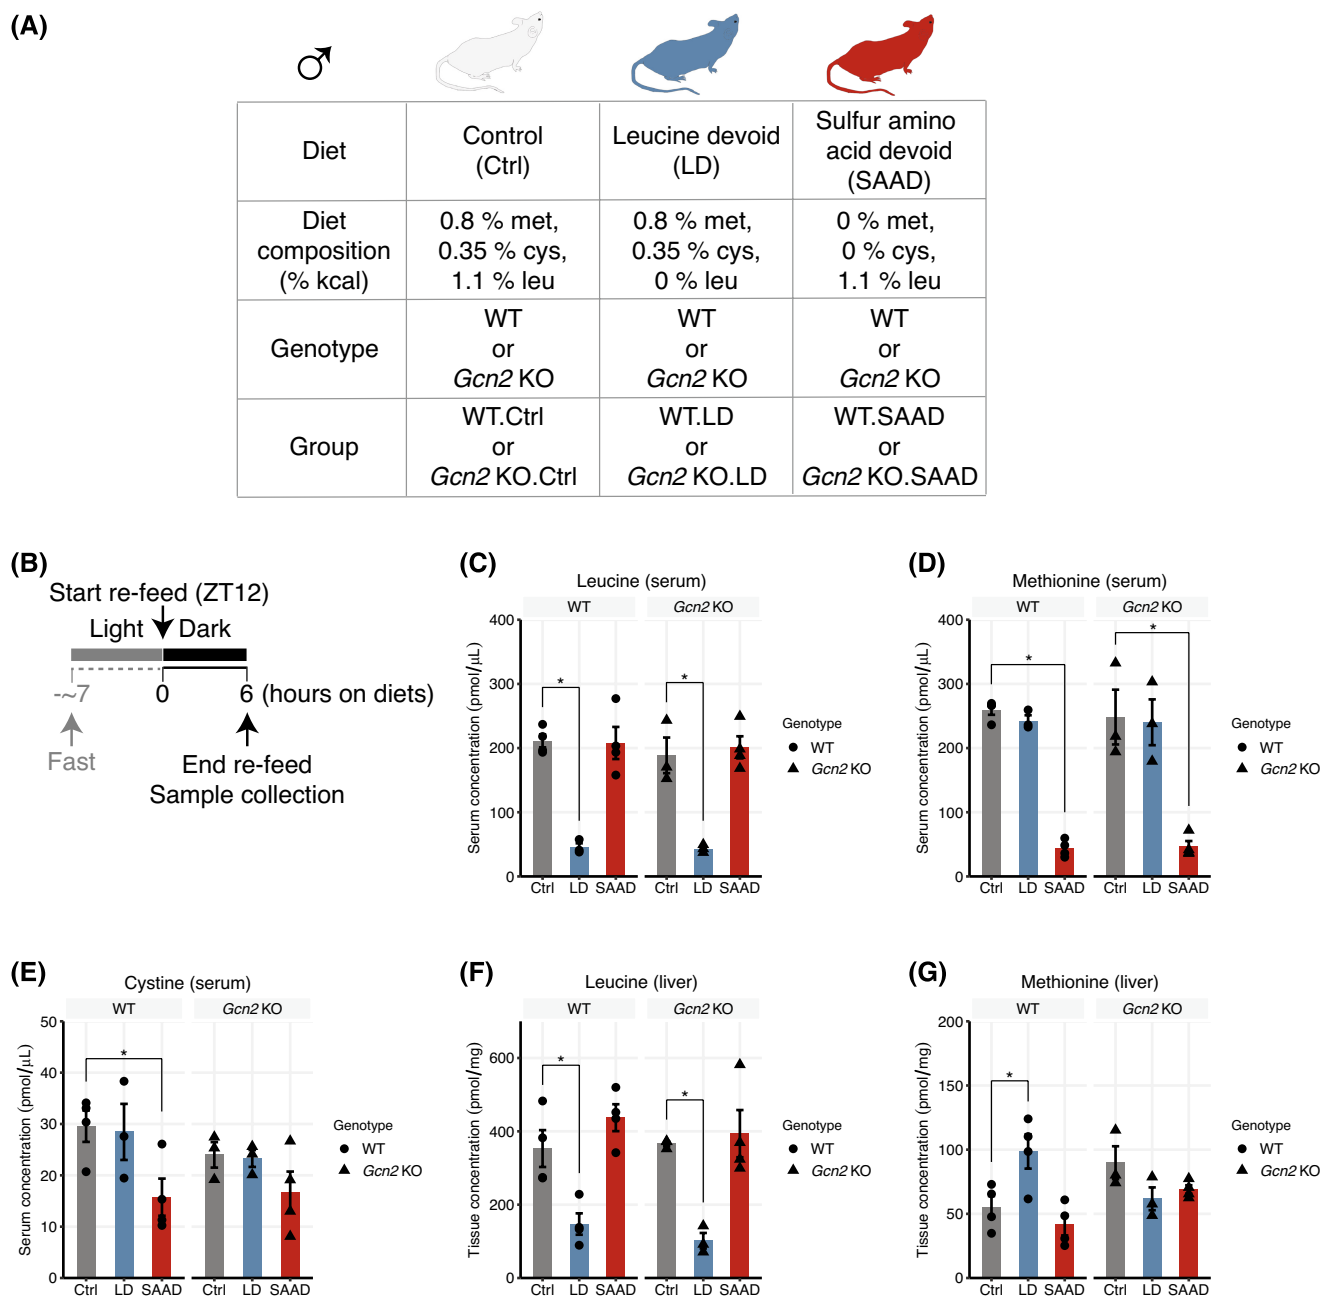 (A)
♂
Diet
Control
(Ctrl)
Leucine devoid
(LD)
Sulfur amino
acid devoid
(SAAD)
Diet
composition
(% kcal)
0.8 % met,
0.35 % cys,
1.1 % leu
0.8 % met,
0.35 % cys,
0 % leu
0 % met,
0 % cys,
1.1 % leu
Genotype
WT
or
Gcn2 KO
WT
or
Gcn2 KO
WT
or
Gcn2 KO
Group
WT.Ctrl
or
Gcn2 KO.Ctrl
WT.LD
or
Gcn2 KO.LD
WT.SAAD
or
Gcn2 KO.SAAD
(B)
Start re-feed (ZT12)
Light
Dark
-~7
0
6 (hours on diets)
Fast
End re-feed
Sample collection
(C)
Leucine (serum)
WT
Gcn2 KO
Serum concentration (pmol/μL)
400
300
200
100
0
*
*
Ctrl LD SAAD
Ctrl LD SAAD
Genotype
WT
Gcn2 KO
(D)
Methionine (serum)
WT
Gcn2 KO
Serum concentration (pmol/μL)
400
300
200
100
0
*
*
Ctrl LD SAAD
Ctrl LD SAAD
Genotype
WT
Gcn2 KO
(E)
Cystine (serum)
WT
Gcn2 KO
Serum concentration (pmol/μL)
50
40
30
20
10
0
*
Ctrl LD SAAD
Ctrl LD SAAD
Genotype
WT
Gcn2 KO
(F)
Leucine (liver)
WT
Gcn2 KO
Tissue concentration (pmol/mg)
600
400
200
0
*
*
Ctrl LD SAAD
Ctrl LD SAAD
Genotype
WT
Gcn2 KO
(G)
Methionine (liver)
WT
Gcn2 KO
Tissue concentration (pmol/mg)
200
150
100
50
0
*
Ctrl LD SAAD
Ctrl LD SAAD
Genotype
WT
Gcn2 KO